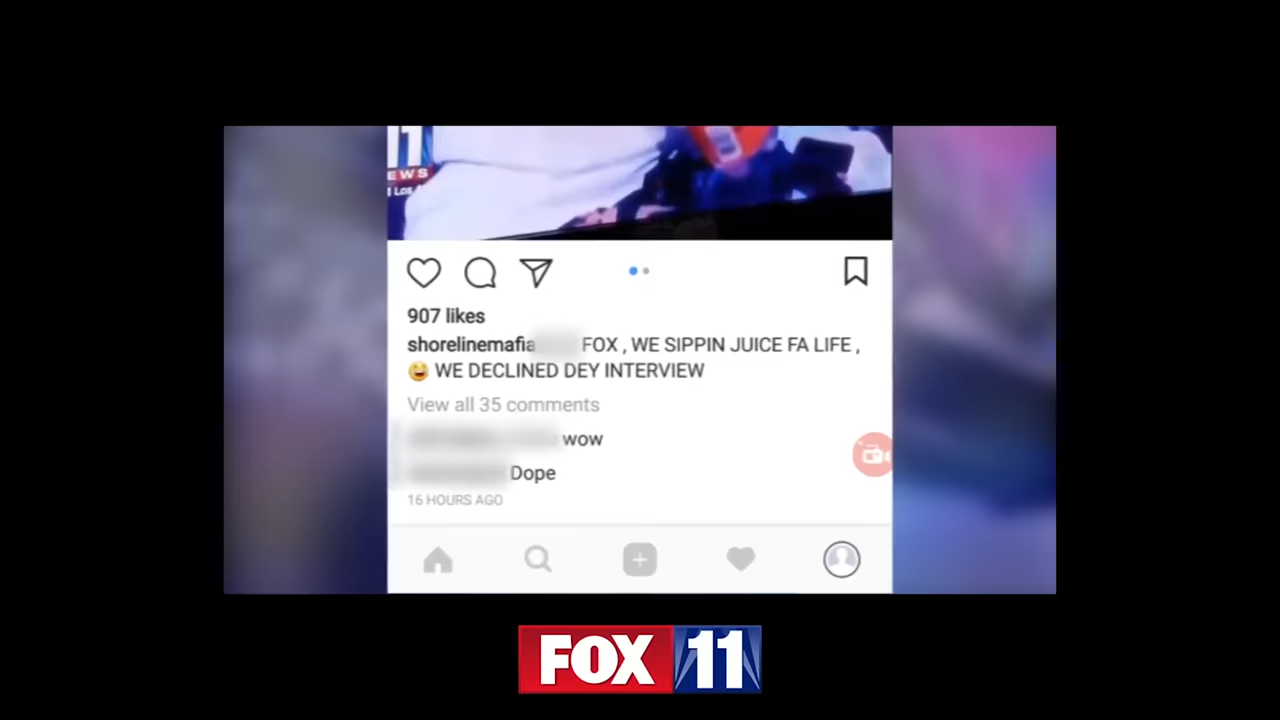 11
EWS
907 likes
shorelinemafia FOX , WE SIPPIN JUICE FA LIFE ,
😆 WE DECLINED DEY INTERVIEW
View all 35 comments
wow
Dope
16 HOURS AGO
FOX 11